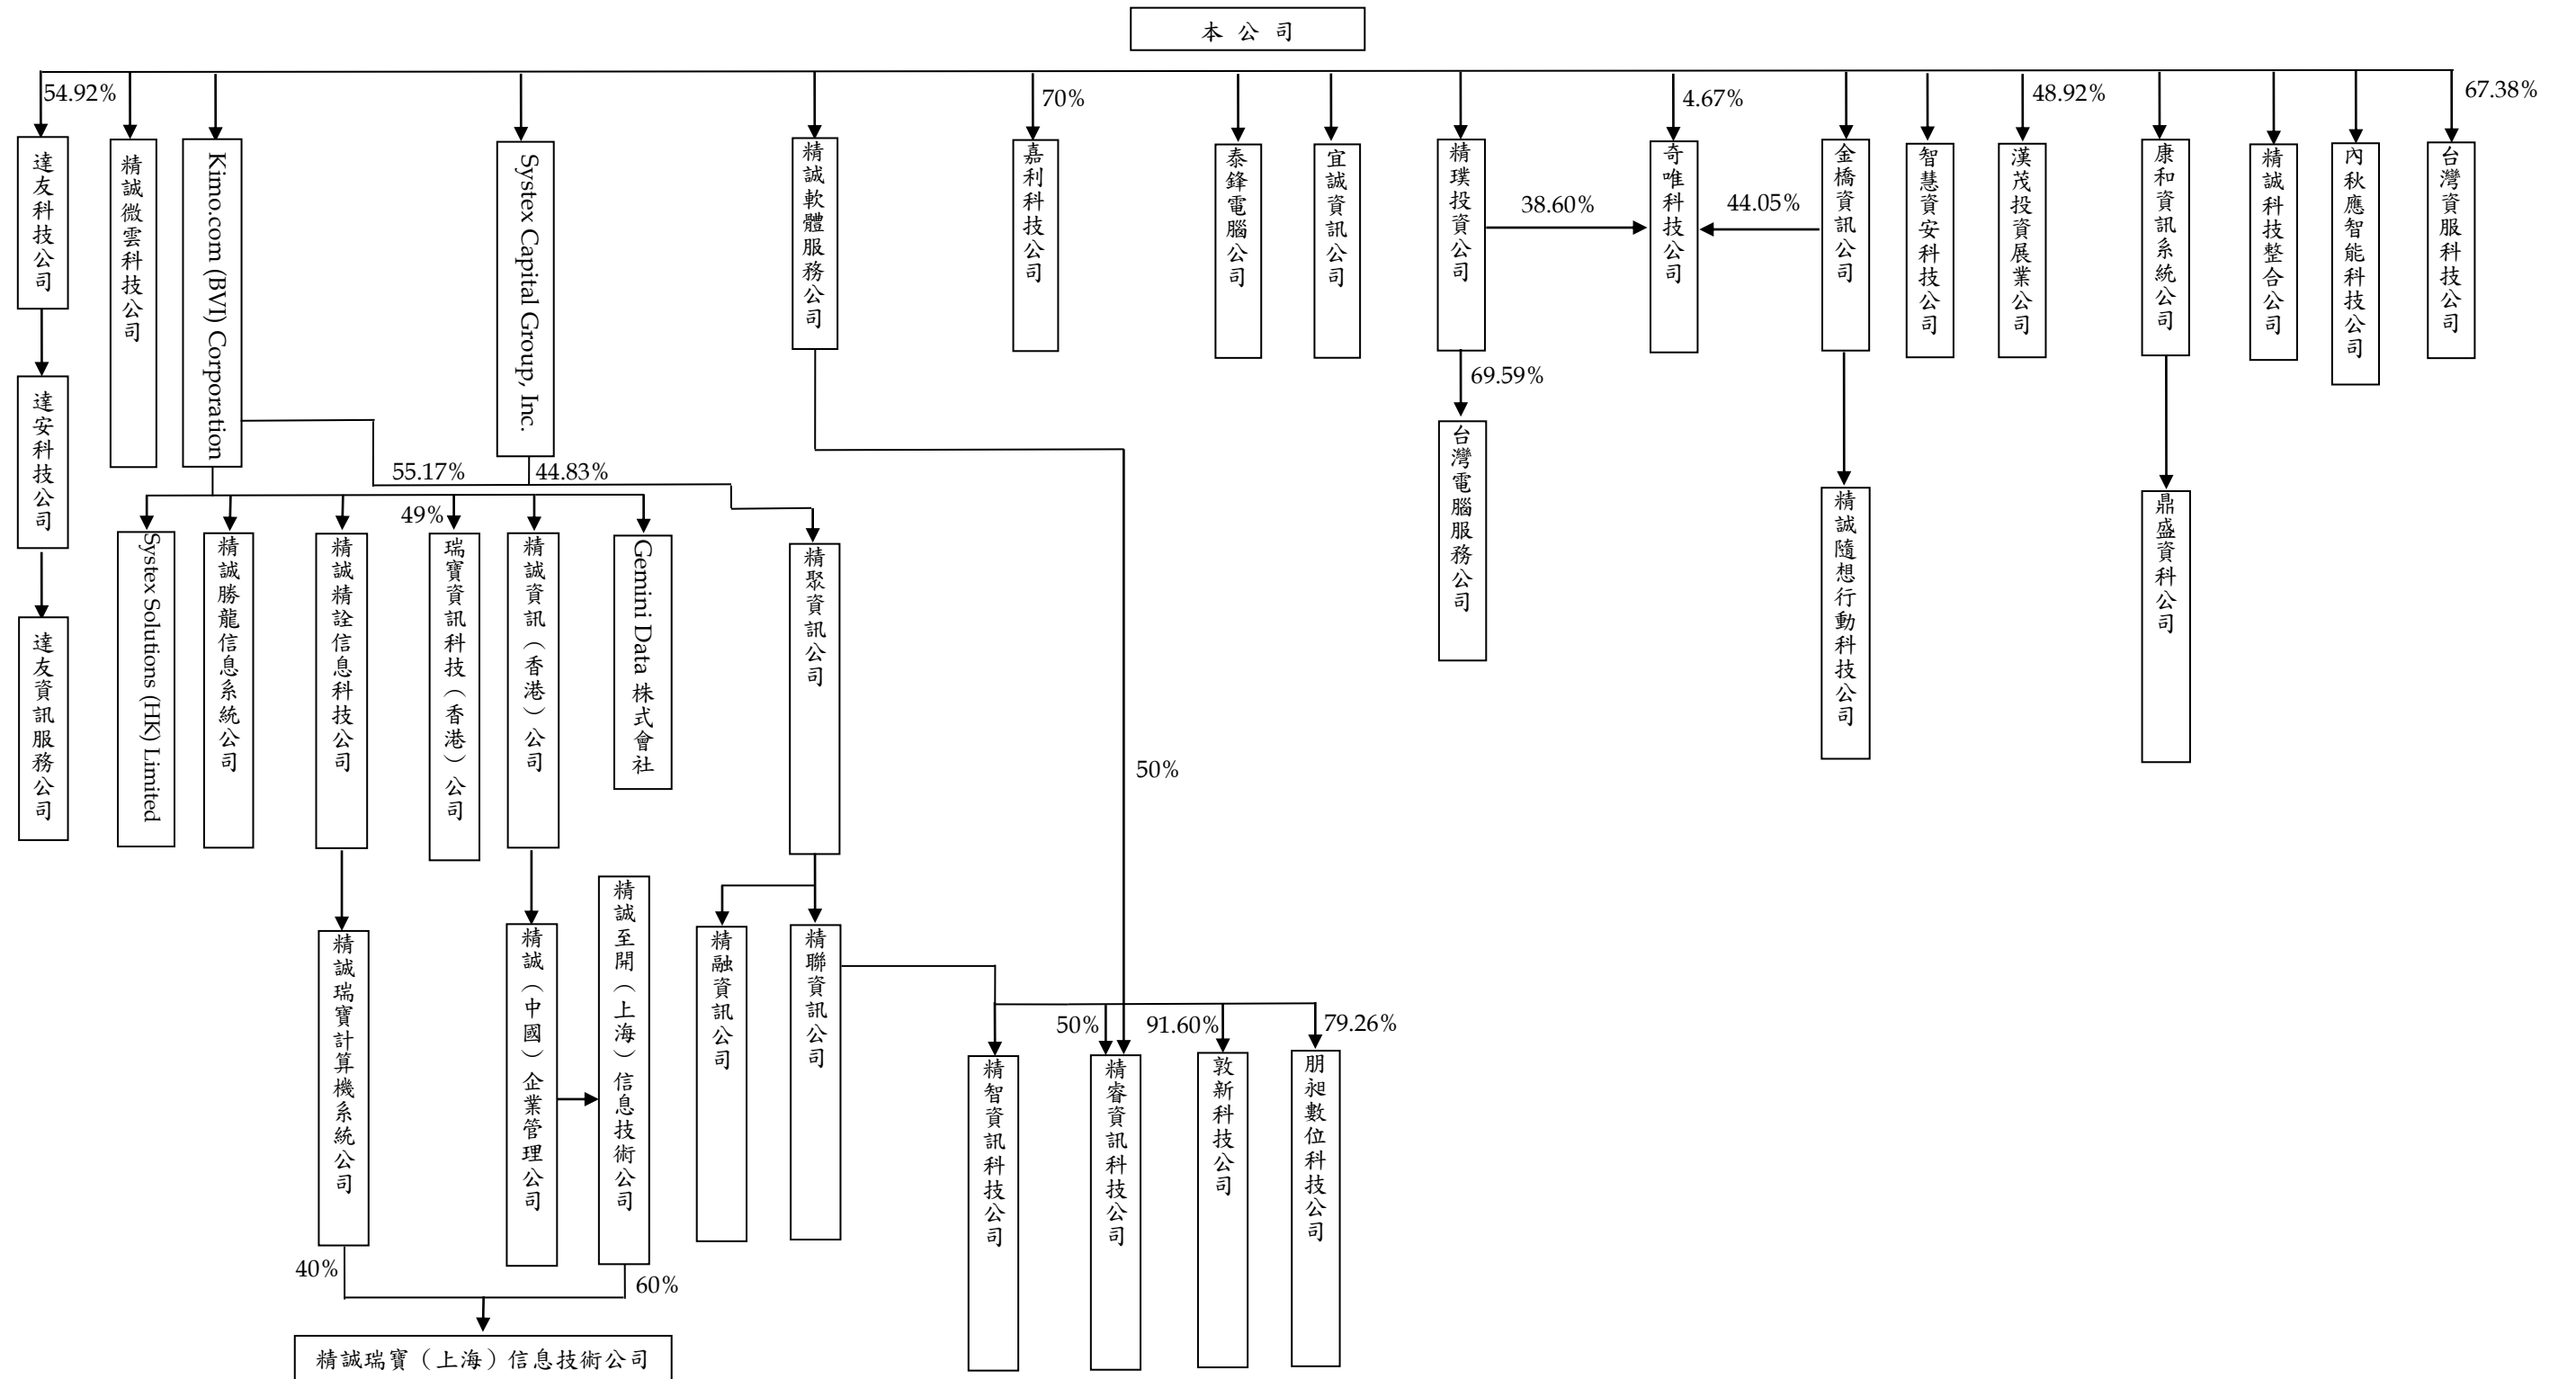 本公司
54.92%
70%
4.67%
48.92%
67.38%
達友科技公司
精誠微雲科技公司
Kimo.com (BVI) Corporation
Systex Capital Group, Inc.
精誠軟體服務公司
嘉利科技公司
泰鋒電腦公司
宜誠資訊公司
精璞投資公司
38.60%
奇唯科技公司
44.05%
金橋資訊公司
智慧資安科技公司
漢茂投資展業公司
康和資訊系統公司
精誠科技整合公司
內秋應智能科技公司
台灣資服科技公司
69.59%
達安科技公司
55.17%
44.83%
台灣電腦服務公司
精誠隨想行動科技公司
鼎盛資科公司
49%
達友資訊服務公司
Systex Solutions (HK) Limited
精誠勝龍信息系統公司
精誠精詮信息科技公司
瑞寶資訊科技（香港）公司
精誠資訊（香港）公司
Gemini Data 株式會社
精聚資訊公司
50%
精誠瑞寶計算機系統公司
精誠（中國）企業管理公司
精誠至開（上海）信息技術公司
精融資訊公司
精聯資訊公司
50%
91.60%
79.26%
精智資訊科技公司
精睿資訊科技公司
敦新科技公司
朋昶數位科技公司
40%
60%
精誠瑞寶（上海）信息技術公司